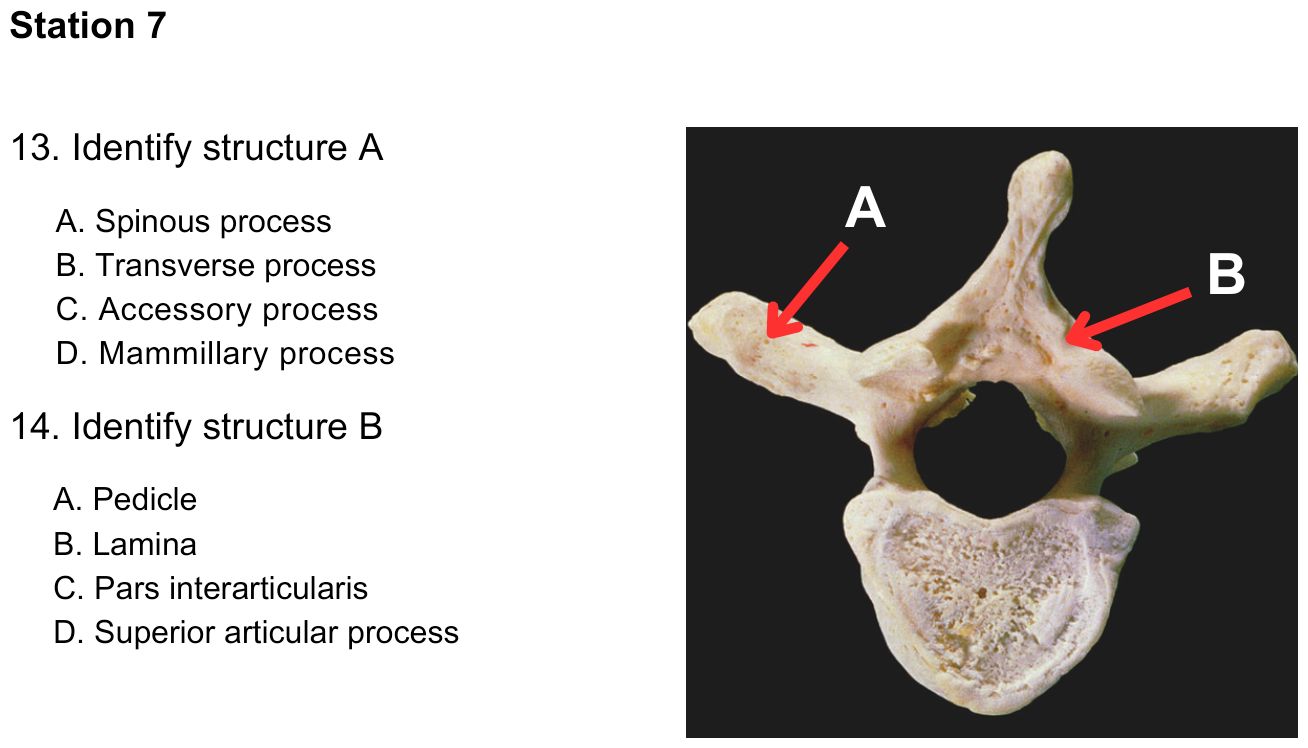 Station 7
13. Identify structure A
A. Spinous process
B. Transverse process
C. Accessory process
D. Mammillary process
14. Identify structure B
A. Pedicle
B. Lamina
C. Pars interarticularis
D. Superior articular process
A
B